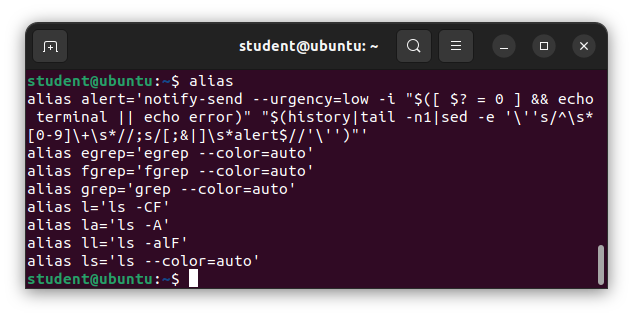 student@ubuntu: ~
student@ubuntu:~$ alias
alias alert='notify-send --urgency=low -i "$([ $? = 0 ] && echo
 terminal || echo error)" "$(history|tail -n1|sed -e '\''s/^\s*
[0-9]\+\s*//;s/[;&|]\s*alert$//'\'')"'
alias egrep='egrep --color=auto'
alias fgrep='fgrep --color=auto'
alias grep='grep --color=auto'
alias l='ls -CF'
alias la='ls -A'
alias ll='ls -alF'
alias ls='ls --color=auto'
student@ubuntu:~$